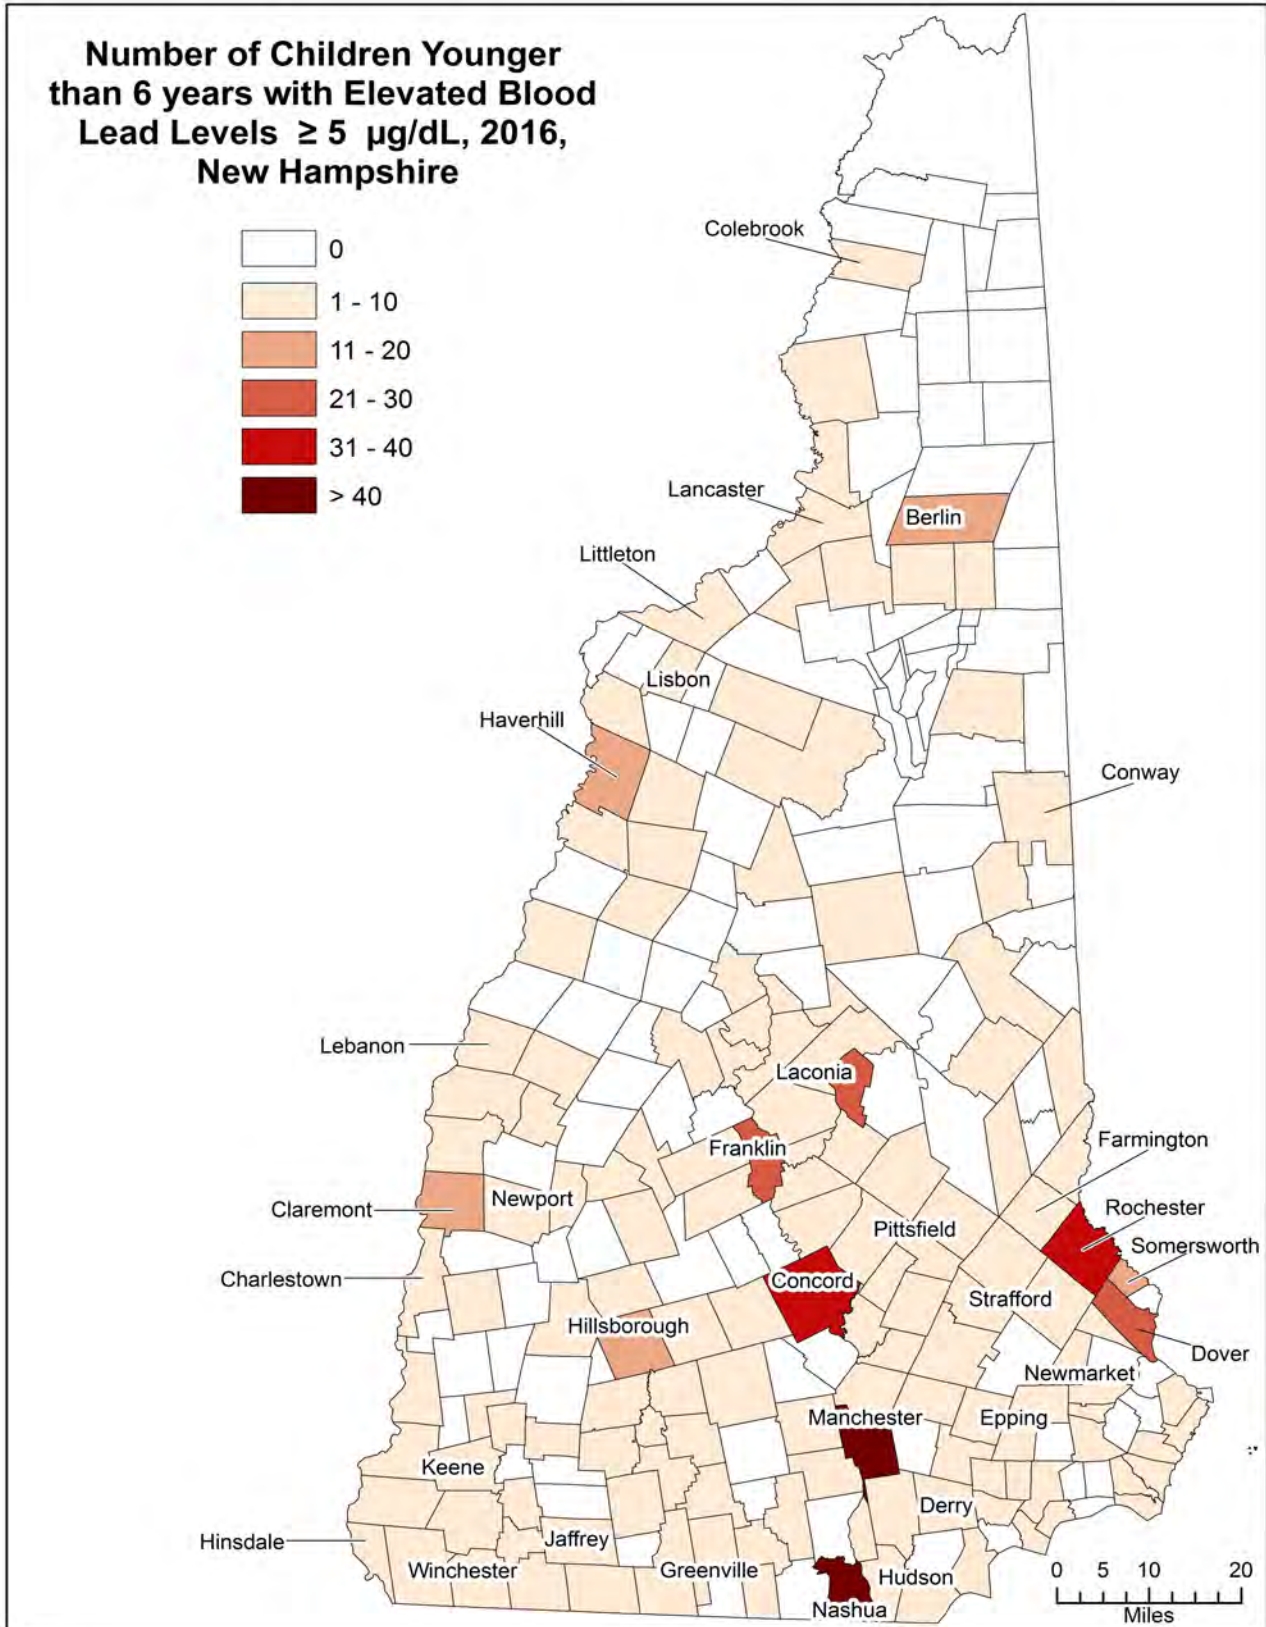 Number of Children Younger
than 6 years with Elevated Blood
Lead Levels ≥ 5 µg/dL, 2016,
New Hampshire
0
1 - 10
11 - 20
21 - 30
31 - 40
> 40
Colebrook
Lancaster
Berlin
Littleton
Lisbon
Haverhill
Conway
Lebanon
Laconia
Franklin
Farmington
Claremont
Newport
Rochester
Pittsfield
Somersworth
Charlestown
Concord
Strafford
Hillsborough
Dover
Newmarket
Manchester
Epping
Keene
Derry
Hinsdale
Jaffrey
Winchester
Greenville
Hudson
Nashua
0 5 10 20
Miles